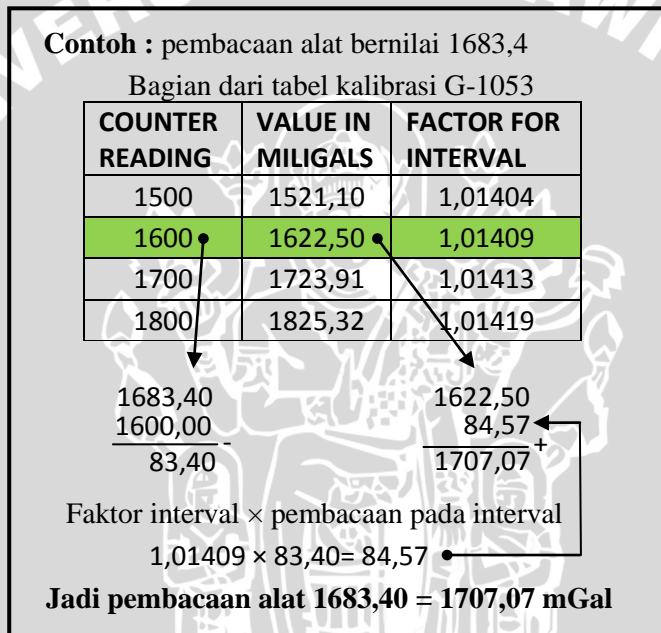 Contoh : pembacaan alat bernilai 1683,4
Bagian dari tabel kalibrasi G-1053
COUNTER READING VALUE IN MILIGALS FACTOR FOR INTERVAL
1500 1521,10 1,01404
1600 1622,50 1,01409
1700 1723,91 1,01413
1800 1825,32 1,01419
1683,40 1622,50
1600,00 - 84,57 +
83,40 1707,07
Faktor interval × pembacaan pada interval
1,01409 × 83,40= 84,57
Jadi pembacaan alat 1683,40 = 1707,07 mGal